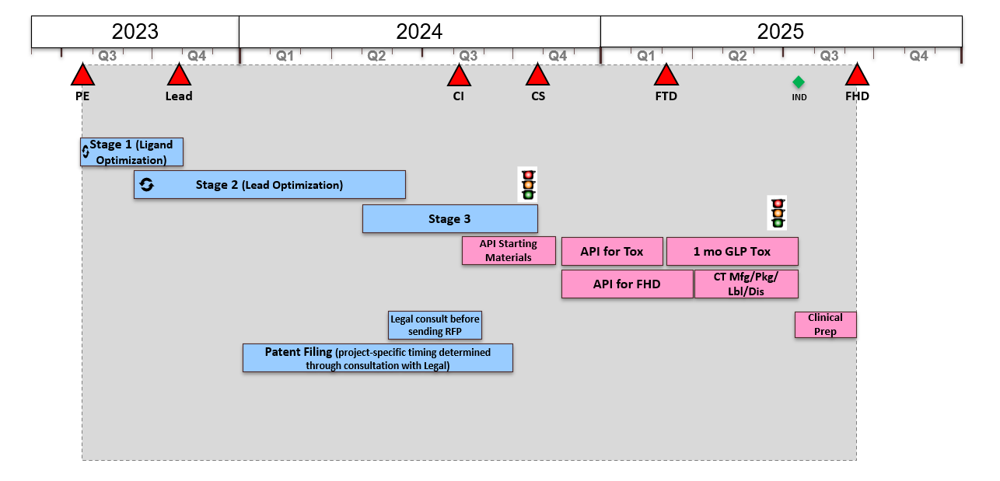 2023
2024
2025
Q3
Q4
Q1
Q2
Q3
Q4
Q1
Q2
Q3
Q4
PE
Lead
CI
CS
FTD
IND
FHD
Stage 1 (Ligand
Optimization)
Stage 2 (Lead Optimization)
Stage 3
API Starting
Materials
API for Tox
1 mo GLP Tox
API for FHD
CT Mfg/Pkg/
Lbl/Dis
Legal consult before
sending RFP
Clinical
Prep
Patent Filing (project-specific timing determined
through consultation with Legal)